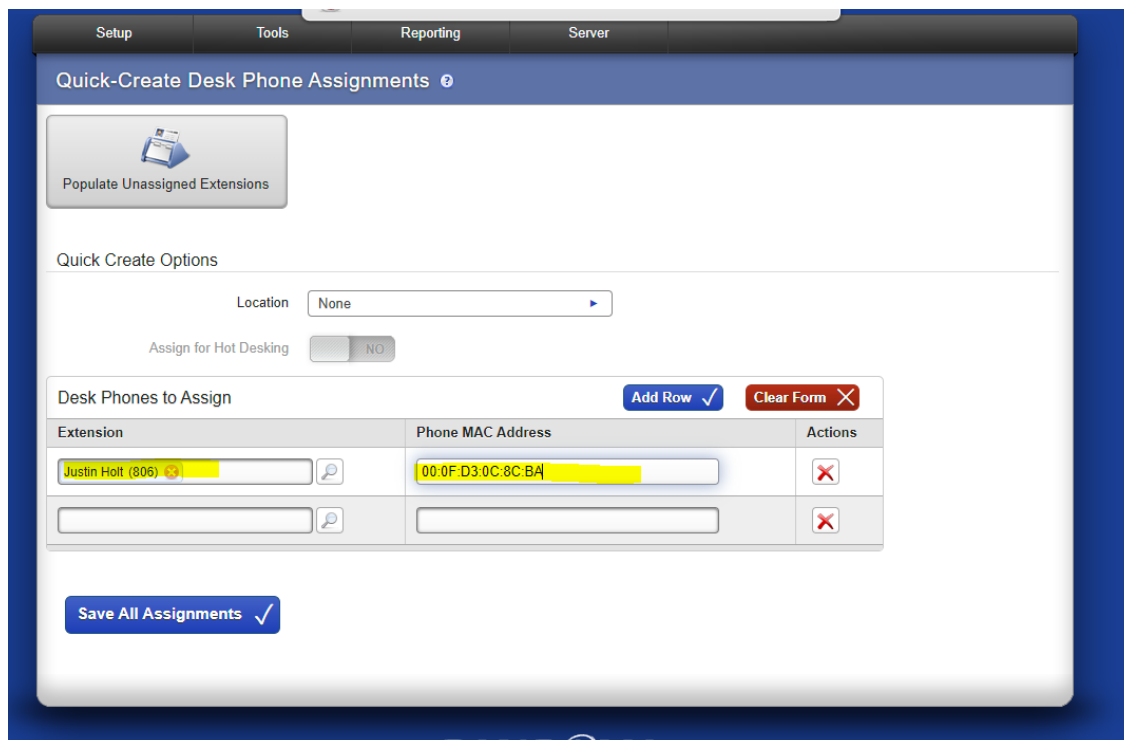 Setup Tools Reporting Server
Quick-Create Desk Phone Assignments ?
Populate Unassigned Extensions
Quick Create Options
Location None
Assign for Hot Desking NO
Desk Phones to Assign Add Row Clear Form
Extension Phone MAC Address Actions
Justin Holt (806) 00:0F:D3:0C:8C:BA
Save All Assignments